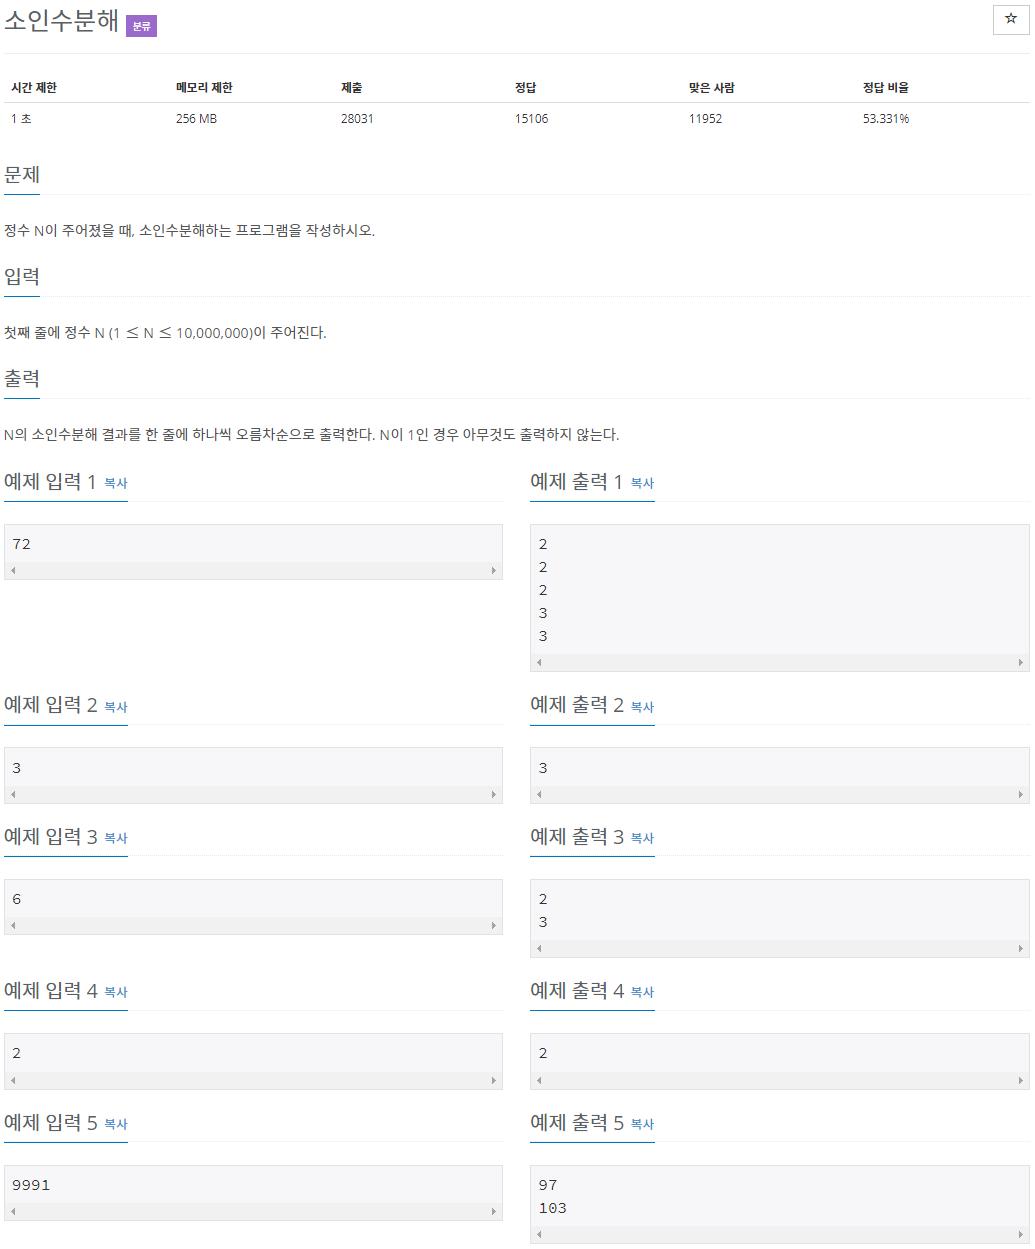 소인수분해 분류
☆
시간 제한 메모리 제한 제출 정답 맞은 사람 정답 비율
1 초 256 MB 28031 15106 11952 53.331%
문제
정수 N이 주어졌을 때, 소인수분해하는 프로그램을 작성하시오.
입력
첫째 줄에 정수 N (1 ≤ N ≤ 10,000,000)이 주어진다.
출력
N의 소인수분해 결과를 한 줄에 하나씩 오름차순으로 출력한다. N이 1인 경우 아무것도 출력하지 않는다.
예제 입력 1 복사
72
예제 출력 1 복사
2
2
2
3
3
예제 입력 2 복사
3
예제 출력 2 복사
3
예제 입력 3 복사
6
예제 출력 3 복사
2
3
예제 입력 4 복사
2
예제 출력 4 복사
2
예제 입력 5 복사
9991
예제 출력 5 복사
97
103